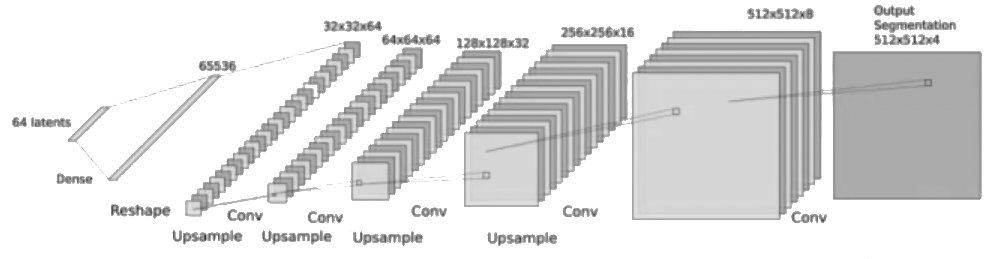 64 latents
Dense
65536
Reshape
32x32x64
Conv
Upsample
64x64x64
Conv
Upsample
128x128x32
Conv
Upsample
256x256x16
Conv
Upsample
512x512x8
Conv
Output
Segmentation
512x512x4